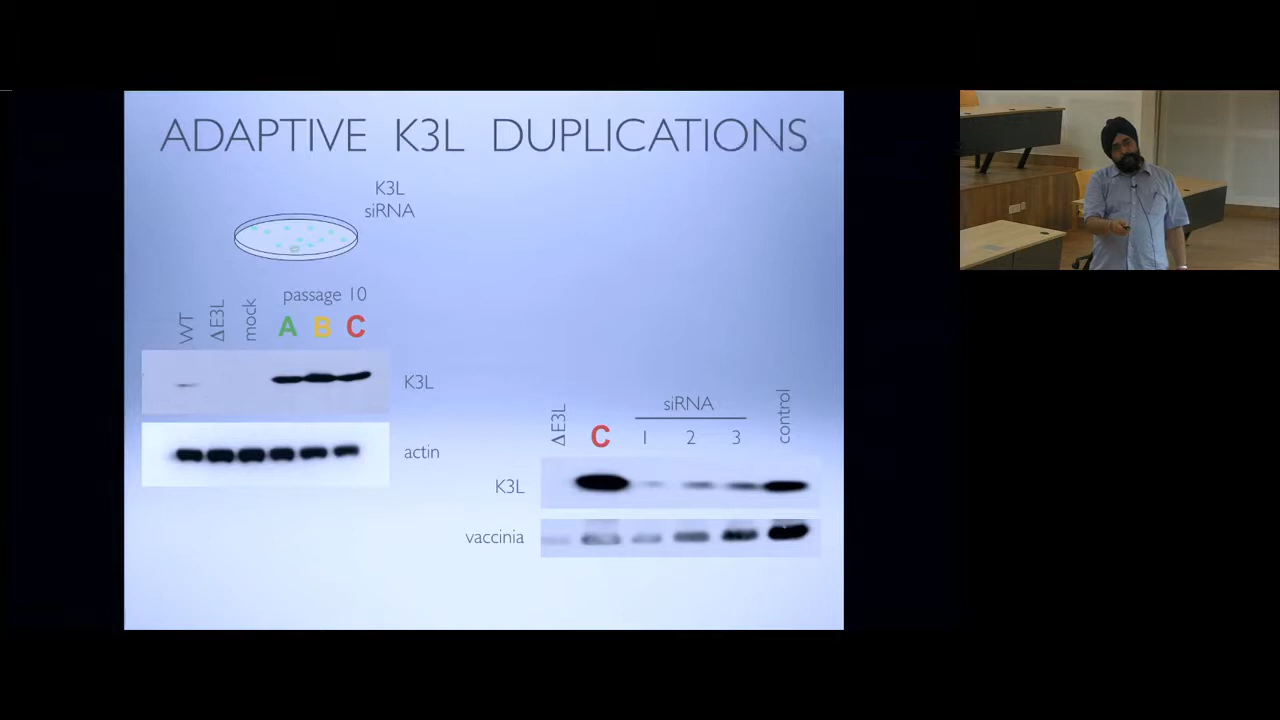 ADAPTIVE K3L DUPLICATIONS
K3L
siRNA
passage 10
WT
ΔE3L
mock
A
B
C
K3L
actin
siRNA
ΔE3L
C
1
2
3
control
K3L
vaccinia